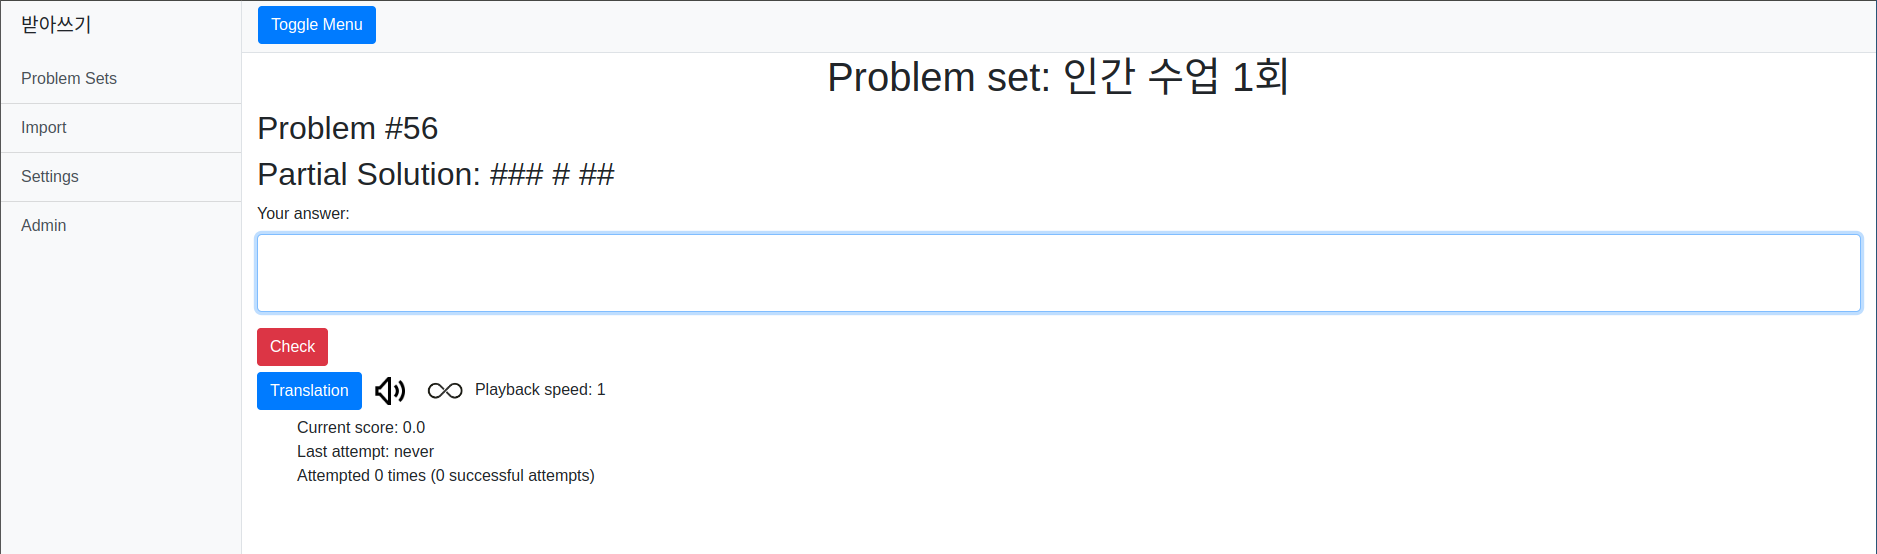 받아쓰기
Problem Sets
Import
Settings
Admin
Toggle Menu
Problem set: 인간 수업 1회
Problem #56
Partial Solution: ### # ##
Your answer:
Check
Translation
Playback speed: 1
Current score: 0.0
Last attempt: never
Attempted 0 times (0 successful attempts)